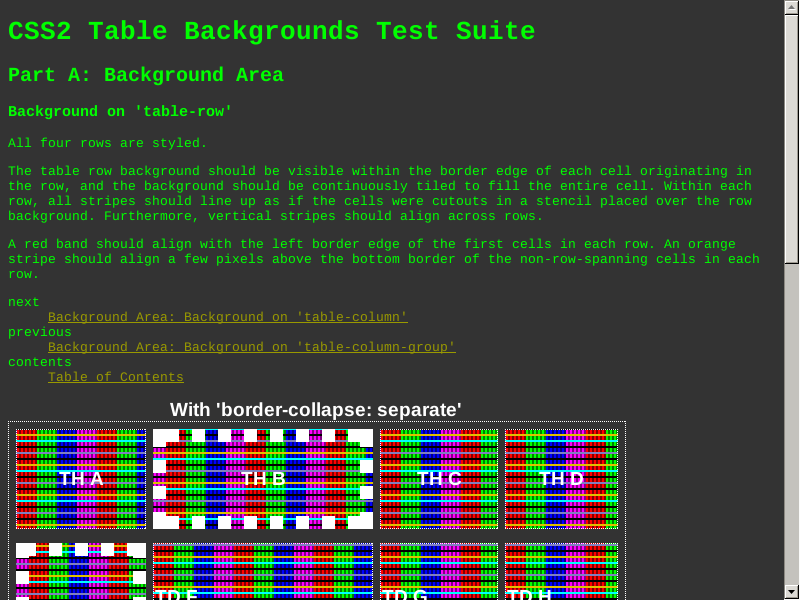 CSS2 Table Backgrounds Test Suite
Part A: Background Area
Background on 'table-row'
All four rows are styled.
The table row background should be visible within the border edge of each cell originating in
the row, and the background should be continuously tiled to fill the entire cell. Within each
row, all stripes should line up as if the cells were cutouts in a stencil placed over the row
background. Furthermore, vertical stripes should align across rows.
A red band should align with the left border edge of the first cells in each row. An orange
stripe should align a few pixels above the bottom border of the non-row-spanning cells in each
row.
next
Background Area: Background on 'table-column'
previous
Background Area: Background on 'table-column-group'
contents
Table of Contents
With 'border-collapse: separate'
TH A TH B TH C TH D
TD F TD G TD H